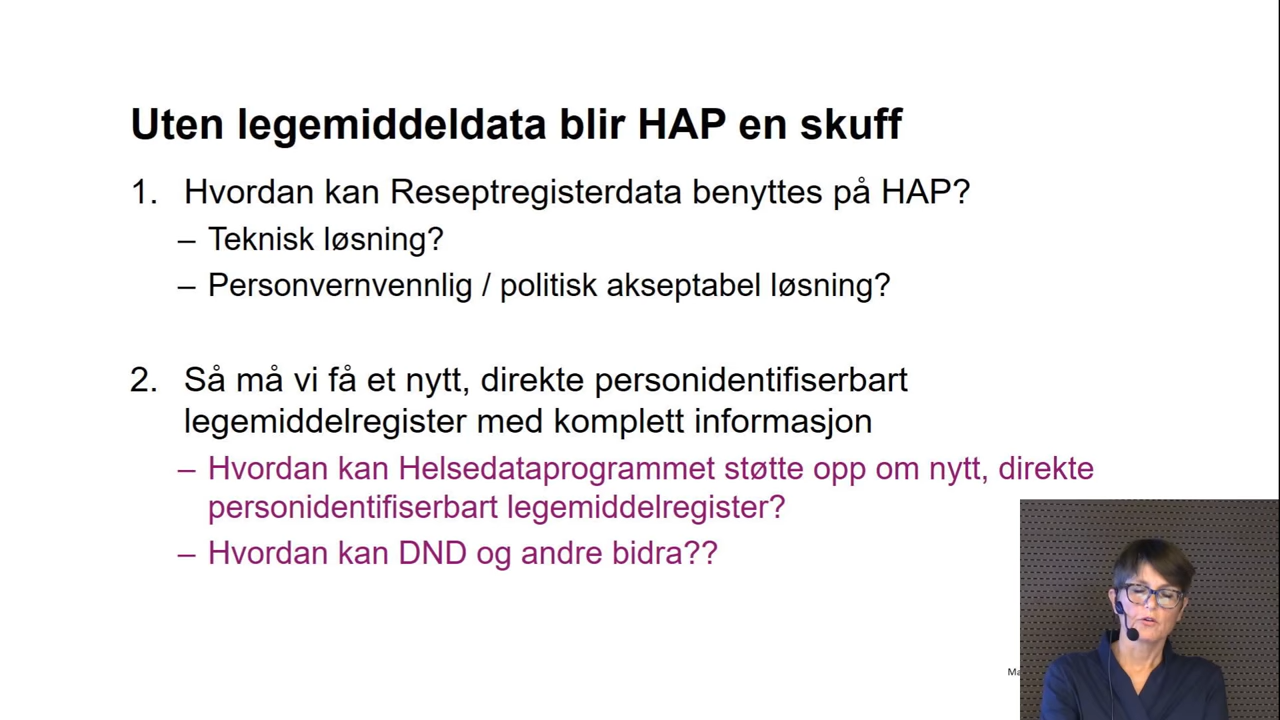 Uten legemiddeldata blir HAP en skuff
1. Hvordan kan Reseptregisterdata benyttes på HAP?
– Teknisk løsning?
– Personvernvennlig / politisk akseptabel løsning?
2. Så må vi få et nytt, direkte personidentifiserbart
legemiddelregister med komplett informasjon
– Hvordan kan Helsedataprogrammet støtte opp om nytt, direkte
personidentifiserbart legemiddelregister?
– Hvordan kan DND og andre bidra??